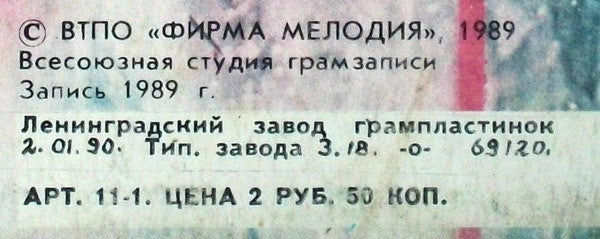 © ВТПО «ФИРМА МЕЛОДИЯ», 1989
Всесоюзная студия грамзаписи
Запись 1989 г.
Ленинградский завод грампластинок
2.01.90. Тип. завода З.18. -о- 69120.
АРТ. 11-1. ЦЕНА 2 РУБ. 50 КОП.